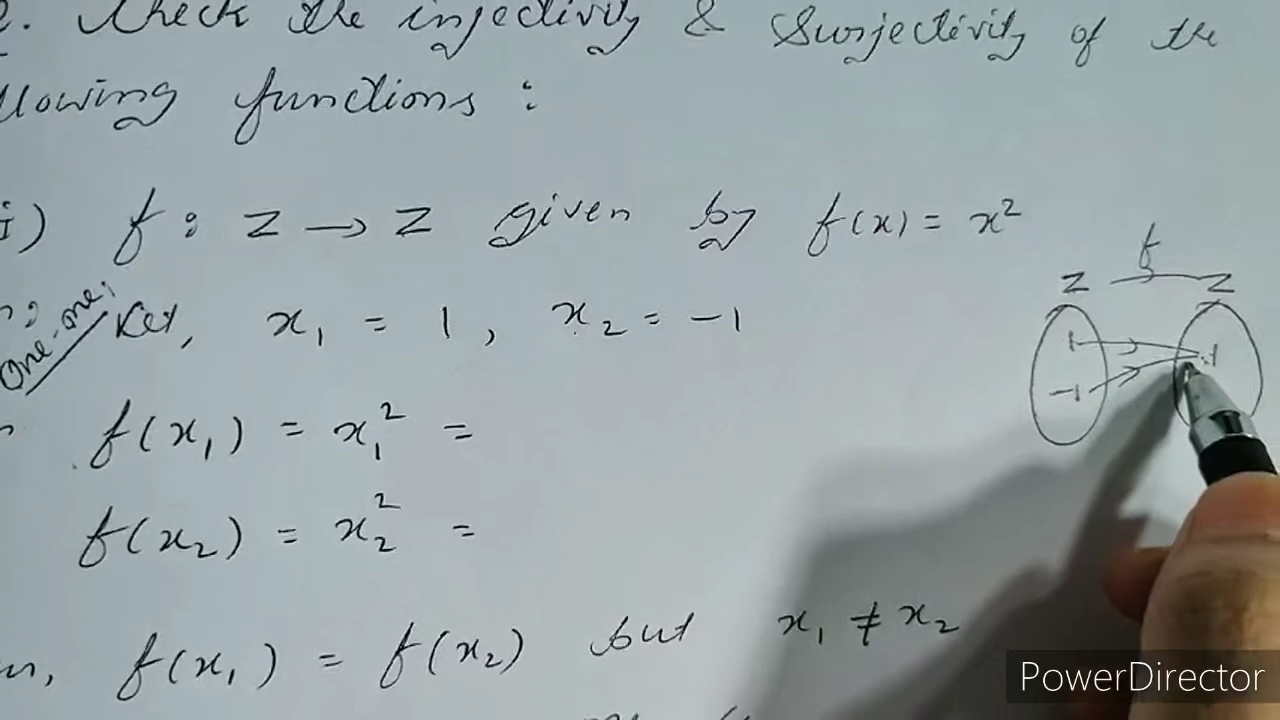 Check the injectivity & Surjectivity of the
llowing functions :
i) f : Z → Z given by f(x) = x²
f
Z → Z
One-one; Let, x₁ = 1 , x₂ = -1
1
1
-1
f(x₁) = x₁² =
f(x₂) = x₂² =
f(x₁) = f(x₂) but x₁ ≠ x₂
PowerDirector